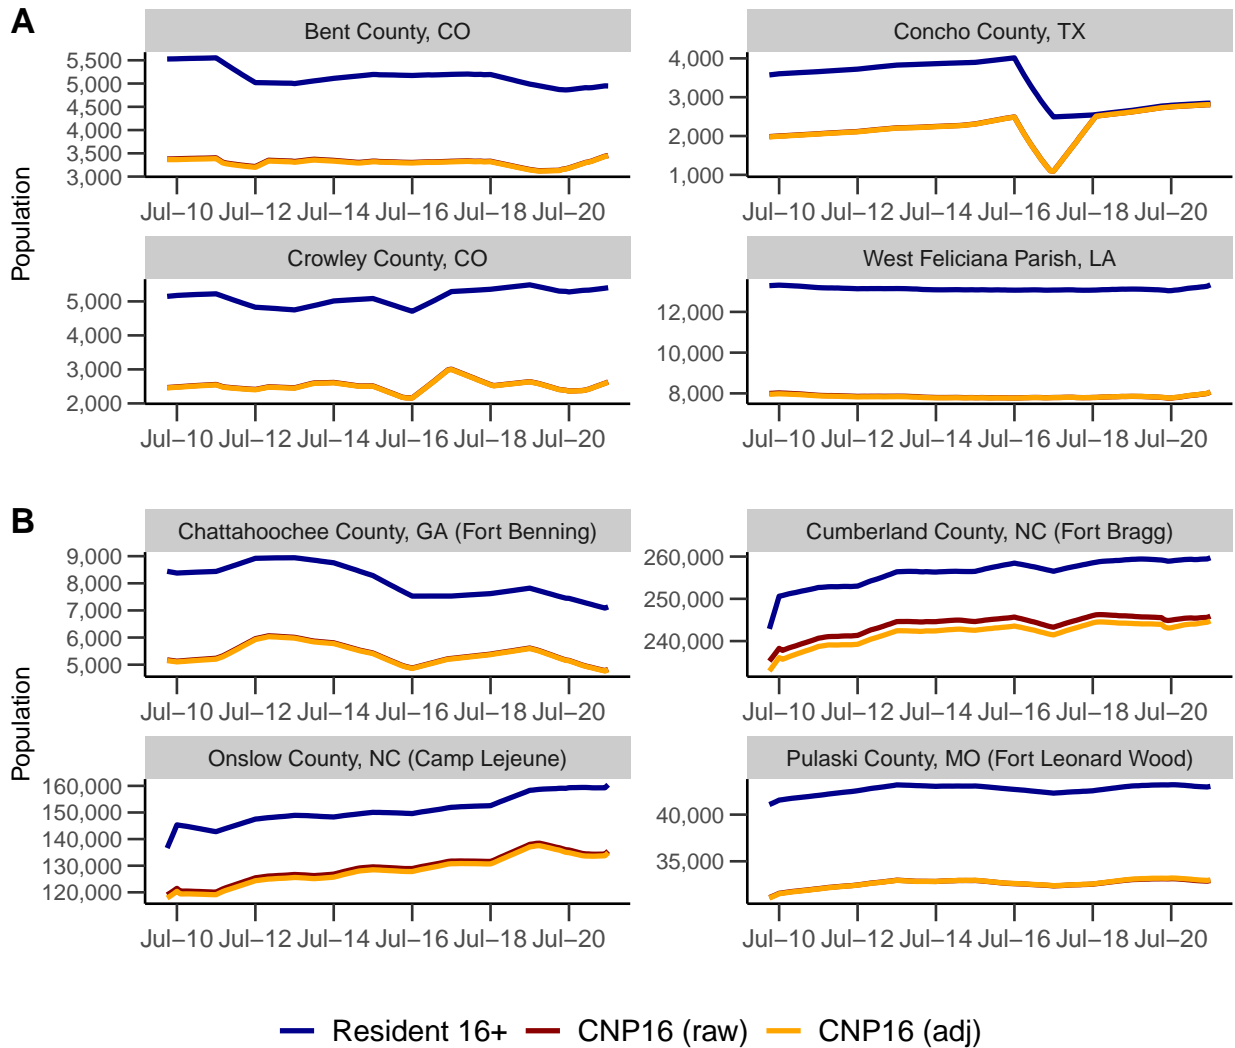 A
Bent County, CO
Concho County, TX
5,500
5,000
4,500
4,000
3,500
3,000
4,000
3,000
2,000
1,000
Jul−10 Jul−12 Jul−14 Jul−16 Jul−18 Jul−20
Jul−10 Jul−12 Jul−14 Jul−16 Jul−18 Jul−20
Population
Crowley County, CO
West Feliciana Parish, LA
5,000
4,000
3,000
2,000
12,000
10,000
8,000
Jul−10 Jul−12 Jul−14 Jul−16 Jul−18 Jul−20
Jul−10 Jul−12 Jul−14 Jul−16 Jul−18 Jul−20
B
Chattahoochee County, GA (Fort Benning)
Cumberland County, NC (Fort Bragg)
9,000
8,000
7,000
6,000
5,000
260,000
250,000
240,000
Jul−10 Jul−12 Jul−14 Jul−16 Jul−18 Jul−20
Jul−10 Jul−12 Jul−14 Jul−16 Jul−18 Jul−20
Population
Onslow County, NC (Camp Lejeune)
Pulaski County, MO (Fort Leonard Wood)
160,000
150,000
140,000
130,000
120,000
40,000
35,000
Jul−10 Jul−12 Jul−14 Jul−16 Jul−18 Jul−20
Jul−10 Jul−12 Jul−14 Jul−16 Jul−18 Jul−20
Resident 16+ CNP16 (raw) CNP16 (adj)